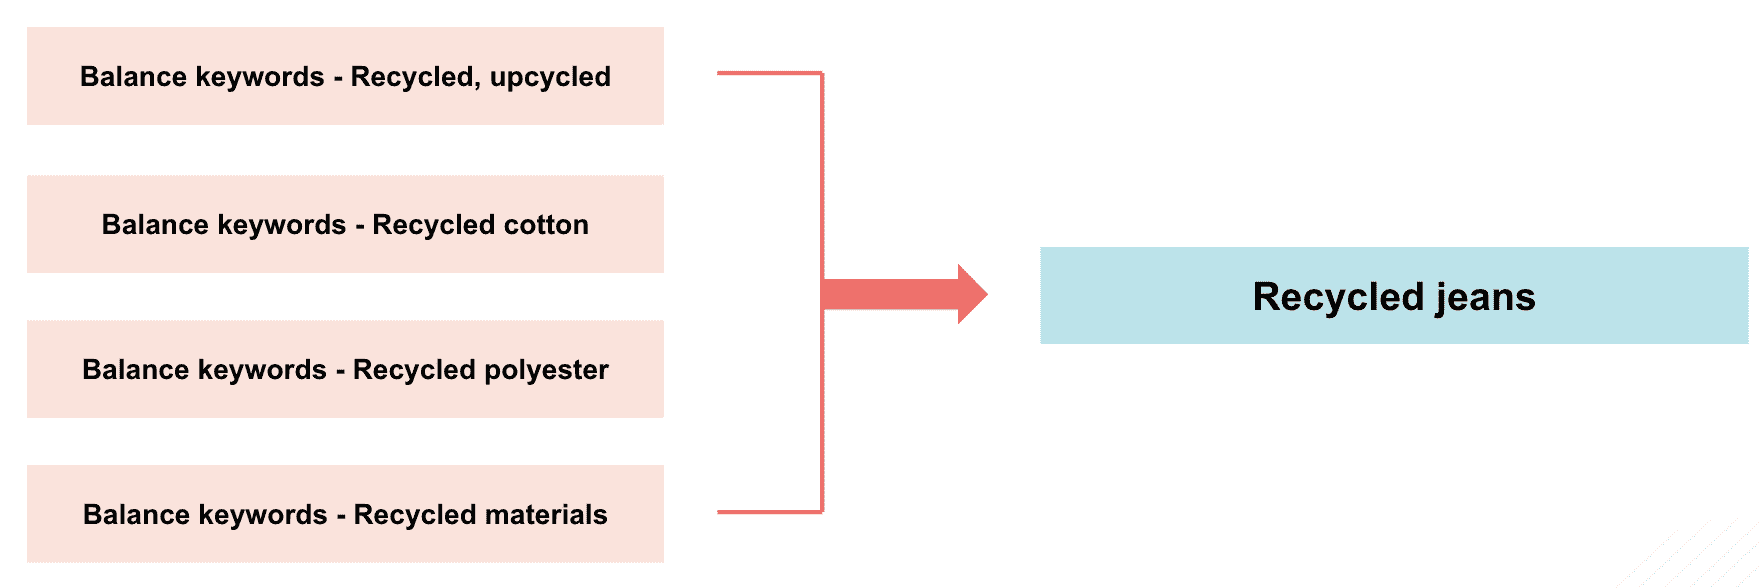 Balance keywords - Recycled, upcycled
Balance keywords - Recycled cotton
Balance keywords - Recycled polyester
Balance keywords - Recycled materials
Recycled jeans